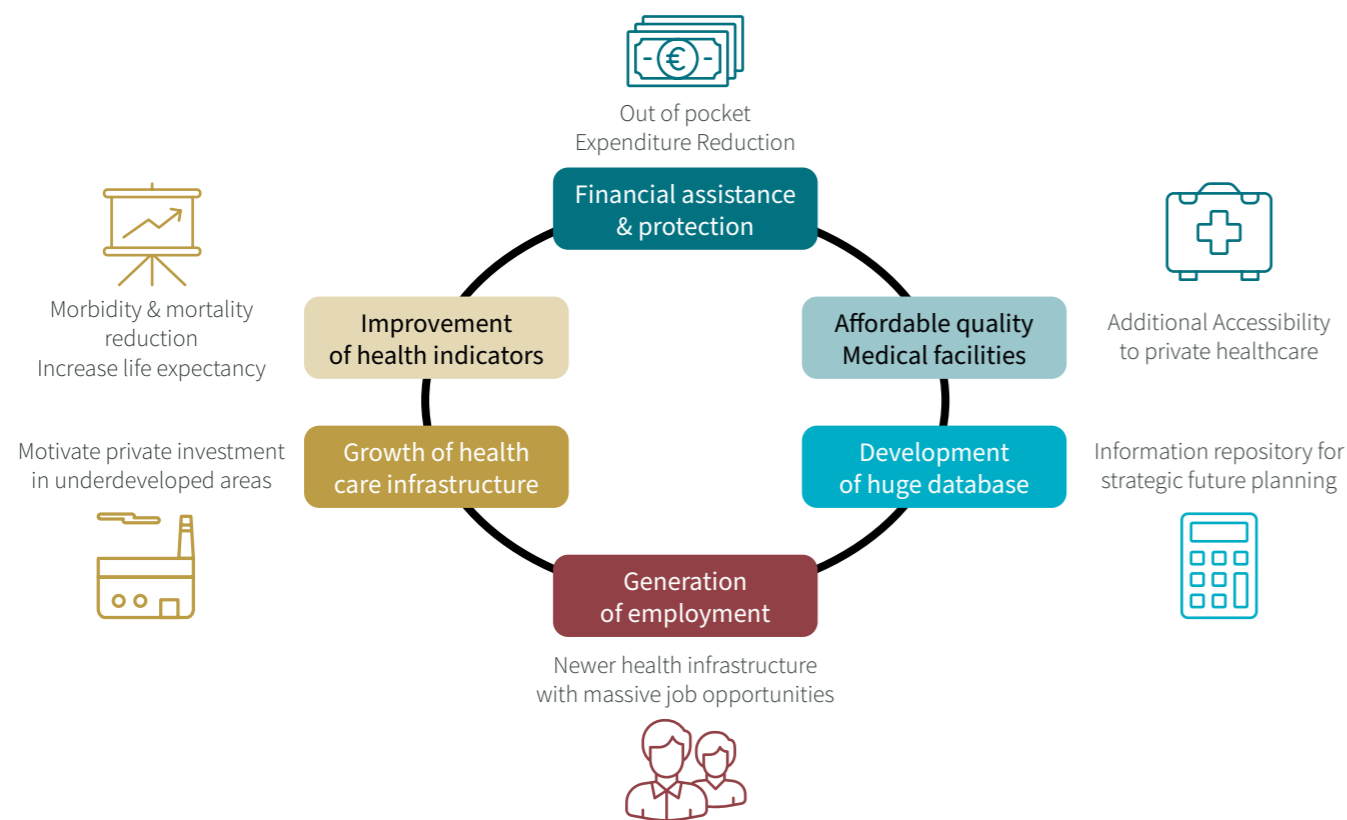 €
Out of pocket
Expenditure Reduction
Financial assistance
& protection
Affordable quality
Medical facilities
Additional Accessibility
to private healthcare
Development
of huge database
Information repository for
strategic future planning
Generation
of employment
Newer health infrastructure
with massive job opportunities
Growth of health
care infrastructure
Motivate private investment
in underdeveloped areas
Improvement
of health indicators
Morbidity & mortality
reduction
Increase life expectancy